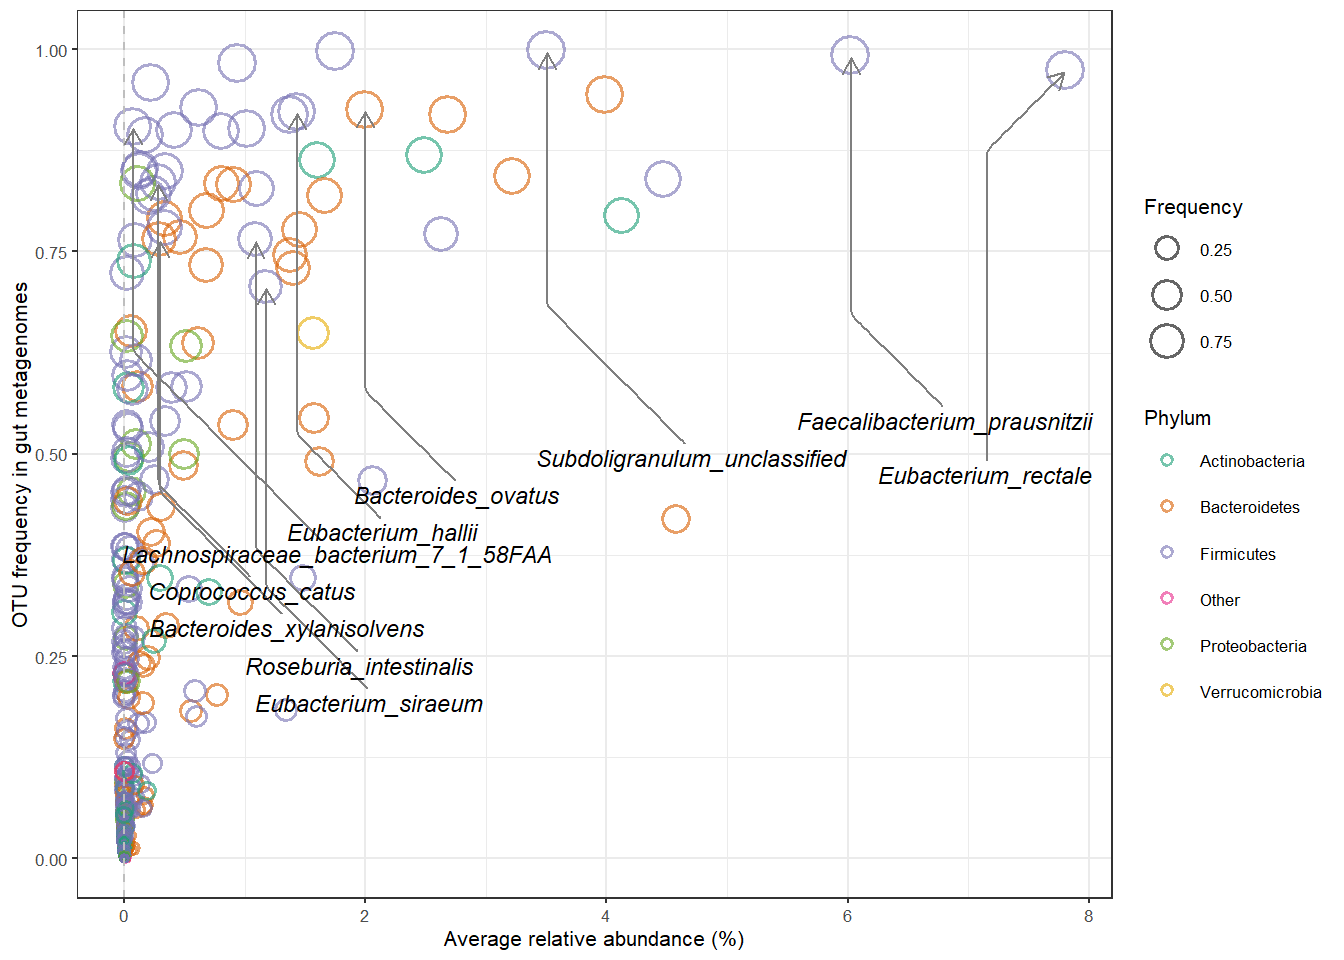 OTU frequency in gut metagenomes
1.00
0.75
0.50
0.25
0.00
Faecalibacterium_prausnitzii
Subdoligranulum_unclassified
Eubacterium_rectale
Bacteroides_ovatus
Eubacterium_hallii
Lachnospiraceae_bacterium_7_1_58FAA
Coprococcus_catus
Bacteroides_xylanisolvens
Roseburia_intestinalis
Eubacterium_siraeum
0
2
4
6
8
Average relative abundance (%)
Frequency
0.25
0.50
0.75
Phylum
Actinobacteria
Bacteroidetes
Firmicutes
Other
Proteobacteria
Verrucomicrobia